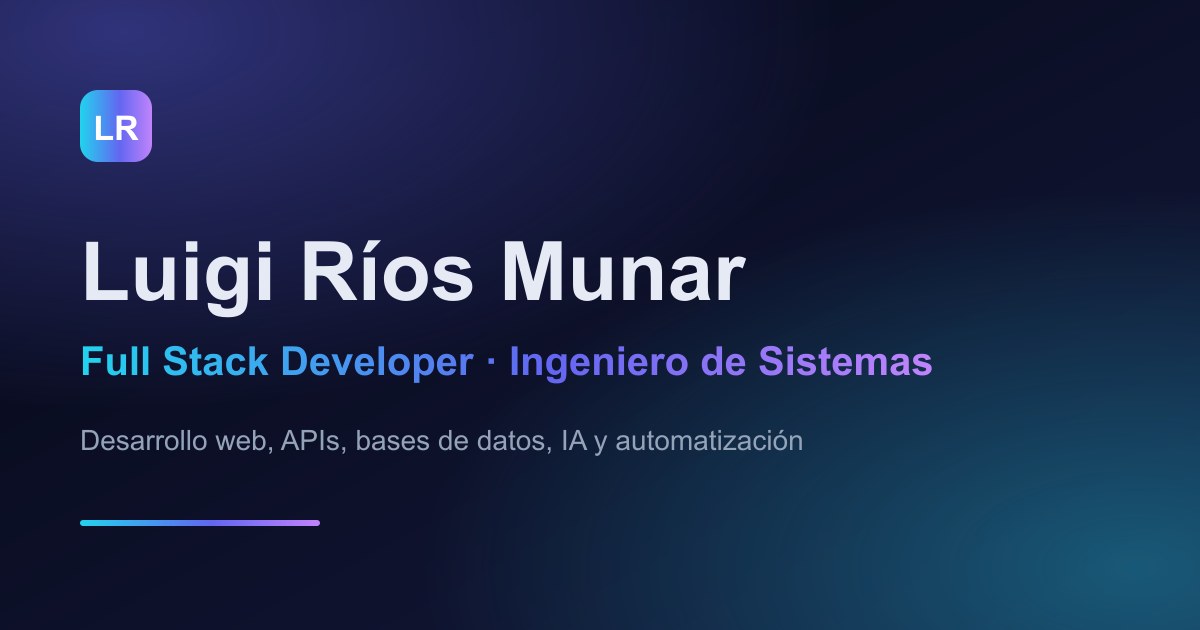 LR
Luigi Ríos Munar
Full Stack Developer · Ingeniero de Sistemas
Desarrollo web, APIs, bases de datos, IA y automatización